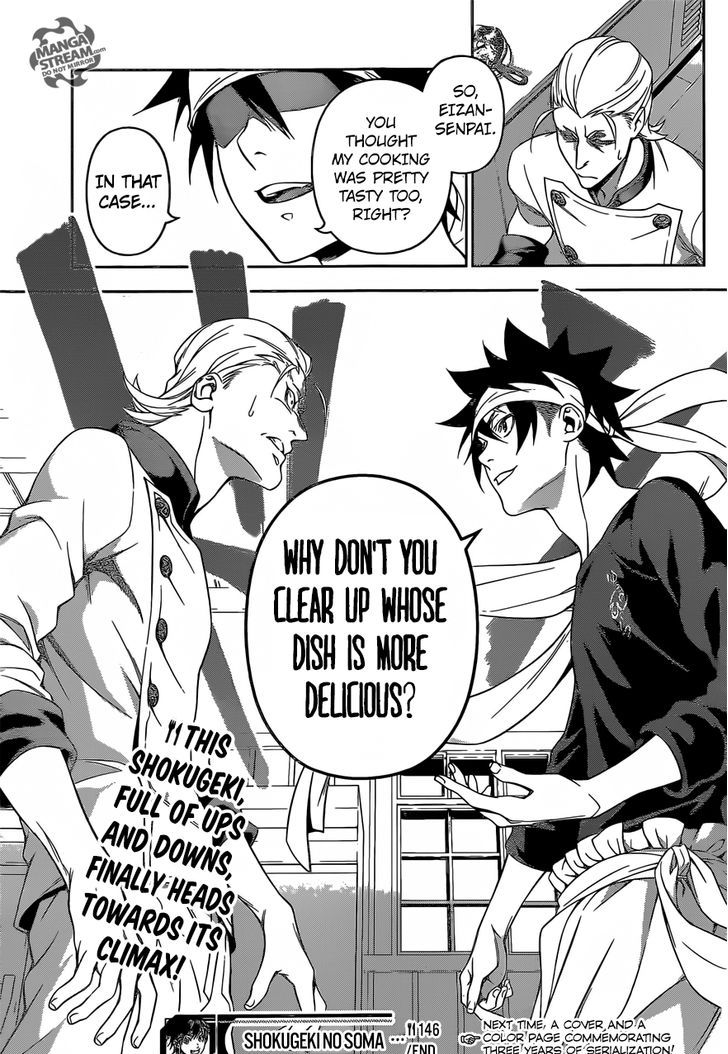 MANGA
STREAM.com
DO NOT MIRROR
SO,
EIZAN-
SENPAI.
YOU
THOUGHT
MY COOKING
WAS PRETTY
TASTY TOO,
RIGHT?
IN THAT
CASE...
WHY DON'T YOU
CLEAR UP WHOSE
DISH IS MORE
DELICIOUS?
THIS
SHOKUGEKI,
FULL OF UPS
AND DOWNS,
FINALLY HEADS
TOWARDS ITS
CLIMAX!
SHOKUGEKI NO SOMA ... 146
/END
NEXT TIME, A COVER AND A
COLOR PAGE COMMEMORATING
THREE YEARS OF SERIALIZATION!